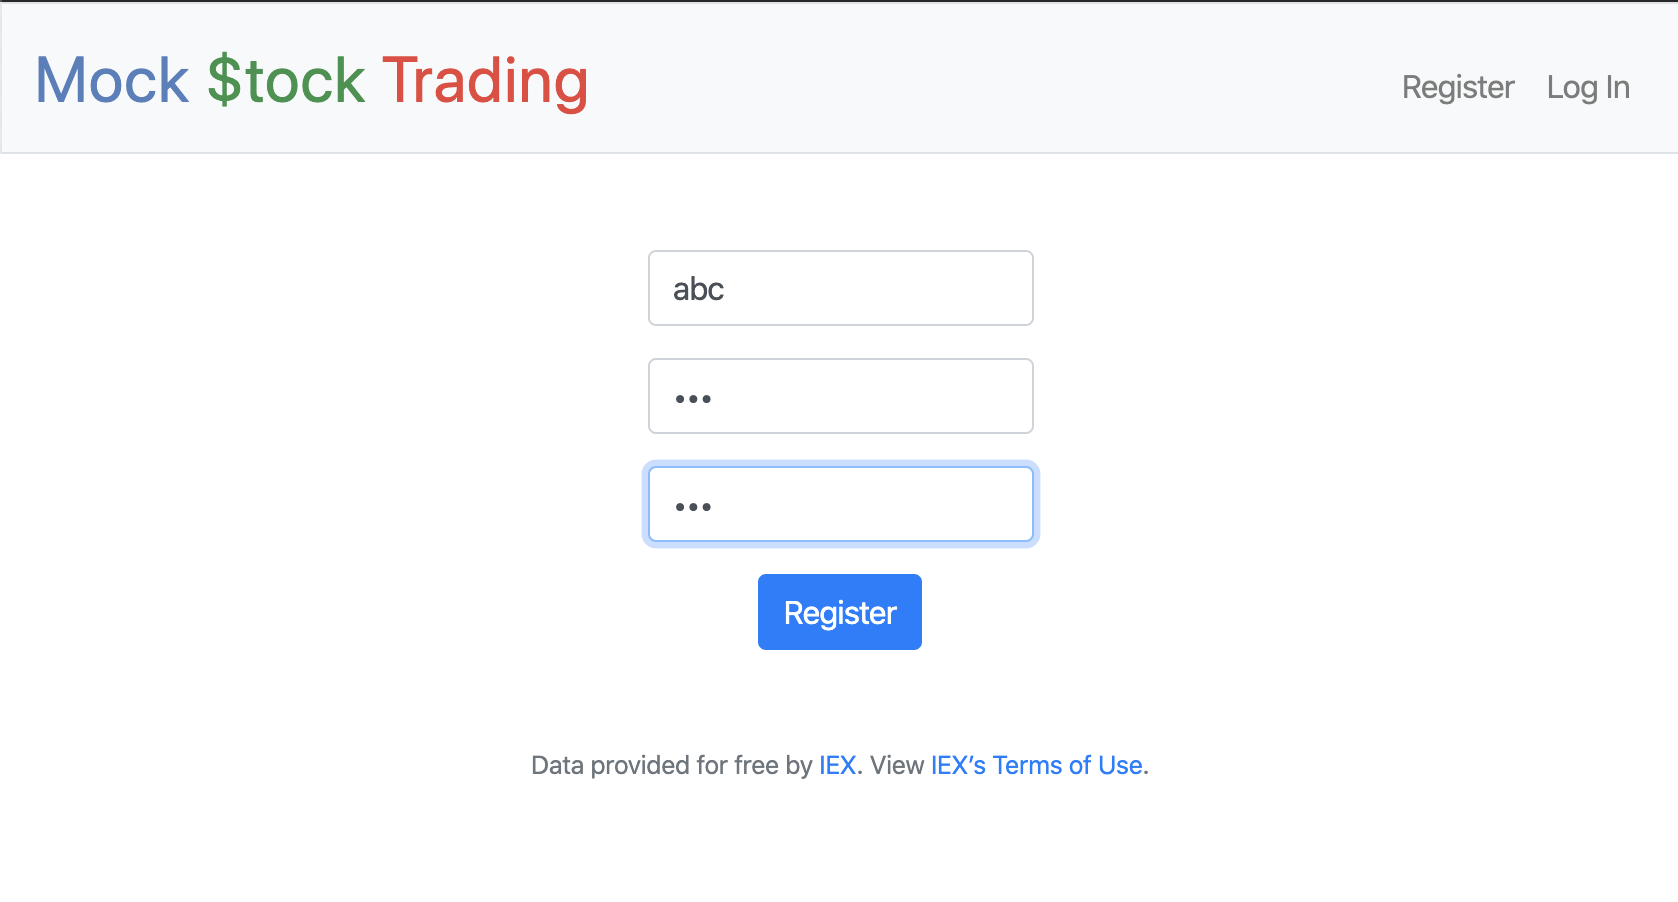 Mock $tock Trading
Register Log In
abc
•••
•••
Register
Data provided for free by IEX. View IEX’s Terms of Use.